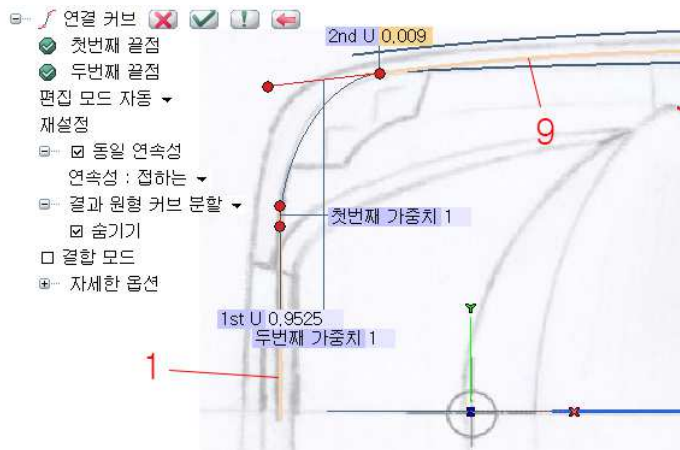 연결 커브
첫번째 끝점
두번째 끝점
편집 모드 자동
재설정
동일 연속성
연속성 : 접하는
결과 원형 커브 분할
숨기기
결합 모드
자세한 옵션
2nd U 0,009
9
첫번째 가중치 1
1st U 0,9525
두번째 가중치 1
1
Y
X